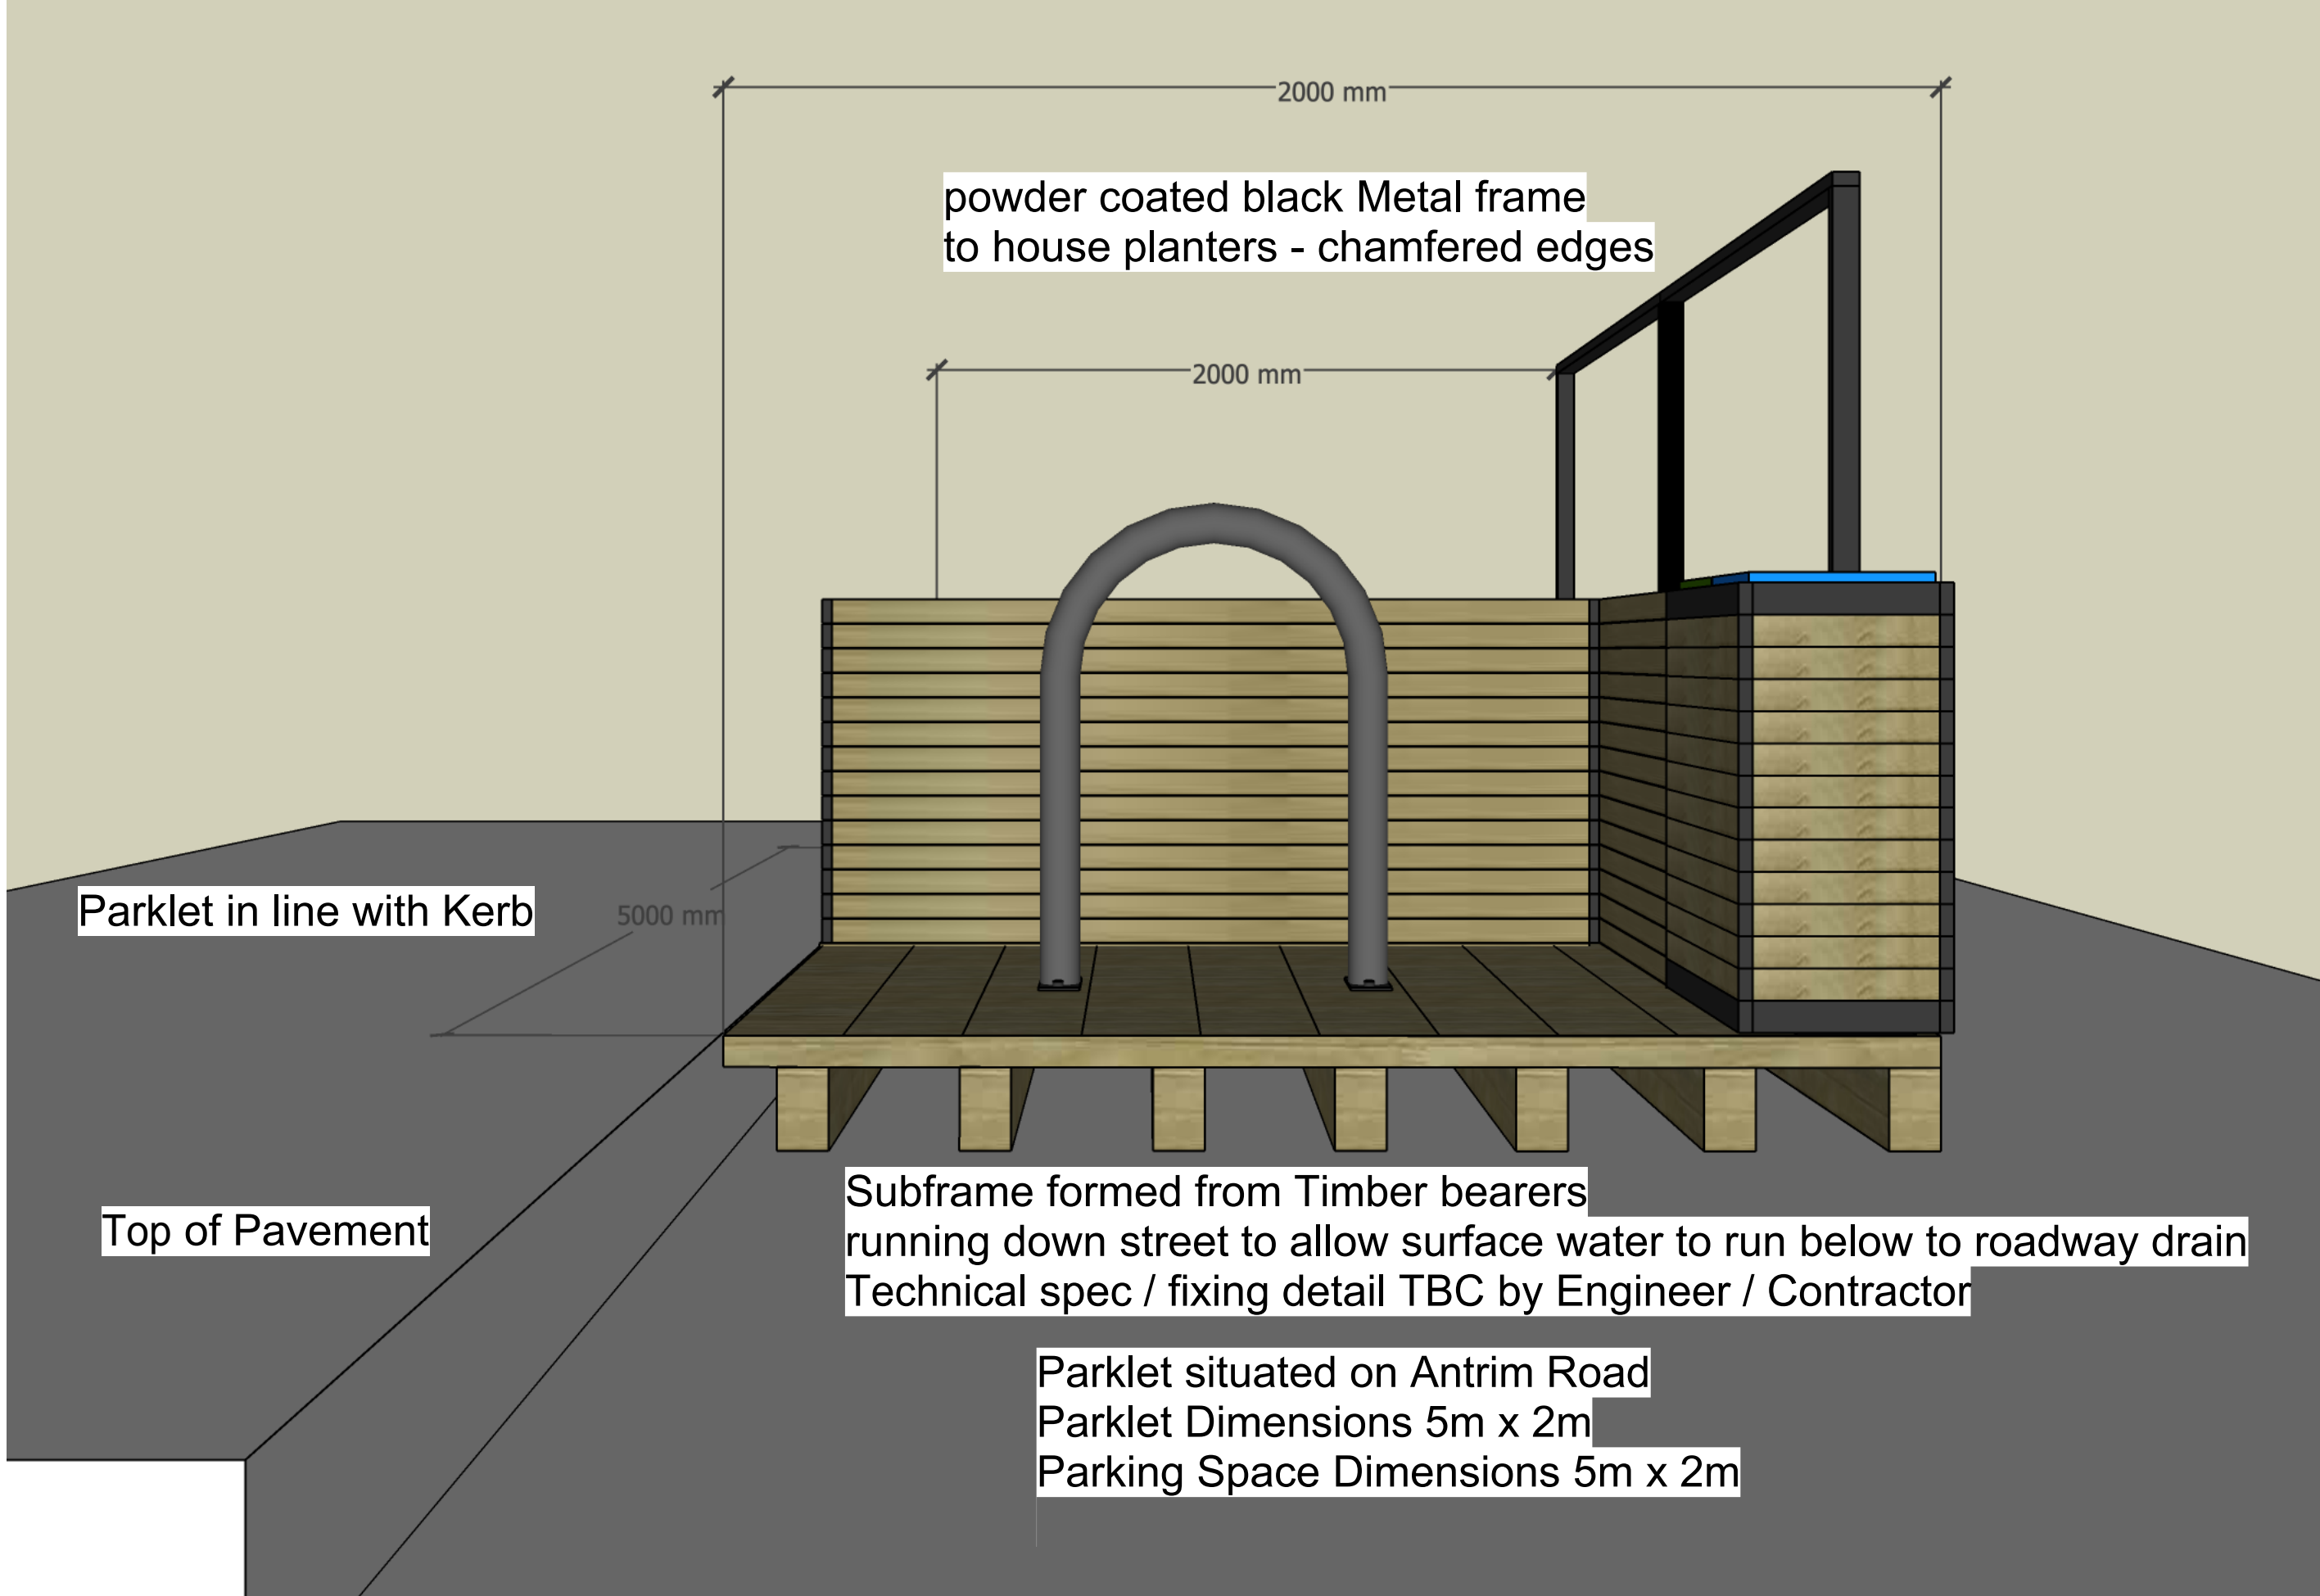 2000 mm
powder coated black Metal frame
to house planters - chamfered edges
2000 mm
Parklet in line with Kerb
5000 mm
Top of Pavement
Subframe formed from Timber bearers
running down street to allow surface water to run below to roadway drain
Technical spec / fixing detail TBC by Engineer / Contractor
Parklet situated on Antrim Road
Parklet Dimensions 5m x 2m
Parking Space Dimensions 5m x 2m